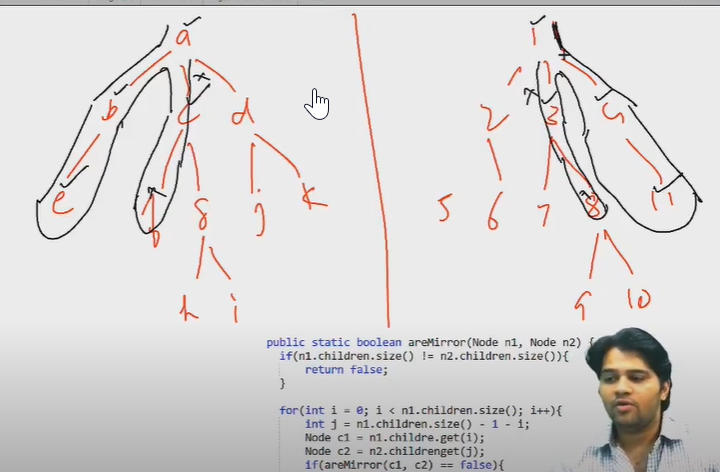 a
b c d
e f g j k
h i
1
2 3 4
5 6 7 8 11
9 10
public static boolean areMirror(Node n1, Node n2) {
if(n1.children.size() != n2.children.size()){
return false;
}
for(int i = 0; i < n1.children.size(); i++){
int j = n1.children.size() - 1 - i;
Node c1 = n1.childre.get(i);
Node c2 = n2.childrenget(j);
if(areMirror(c1, c2) == false){